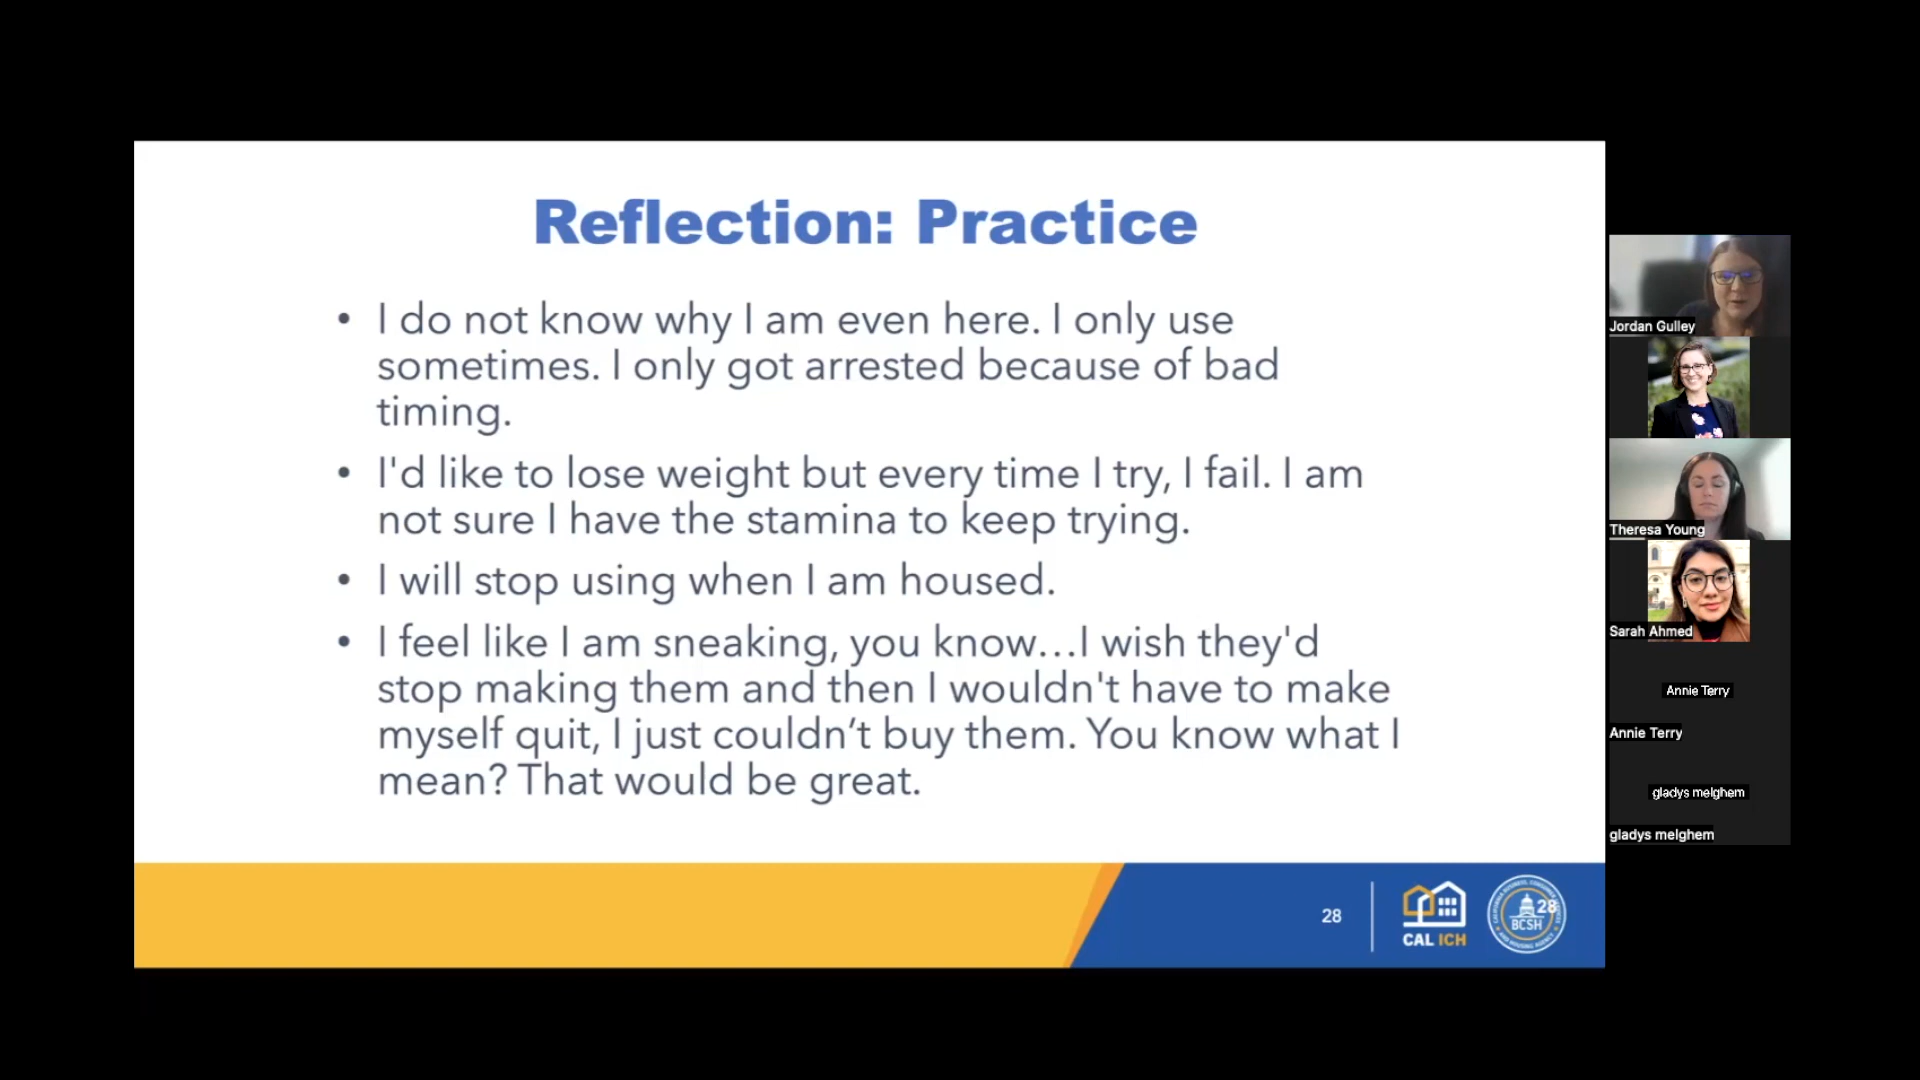 Reflection: Practice
• I do not know why I am even here. I only use
sometimes. I only got arrested because of bad
timing.
• I'd like to lose weight but every time I try, I fail. I am
not sure I have the stamina to keep trying.
• I will stop using when I am housed.
• I feel like I am sneaking, you know...I wish they'd
stop making them and then I wouldn't have to make
myself quit, I just couldn’t buy them. You know what I
mean? That would be great.
28
CAL ICH
28
BCSH
Jordan Gulley
Theresa Young
Sarah Ahmed
Annie Terry
Annie Terry
gladys melghem
gladys melghem